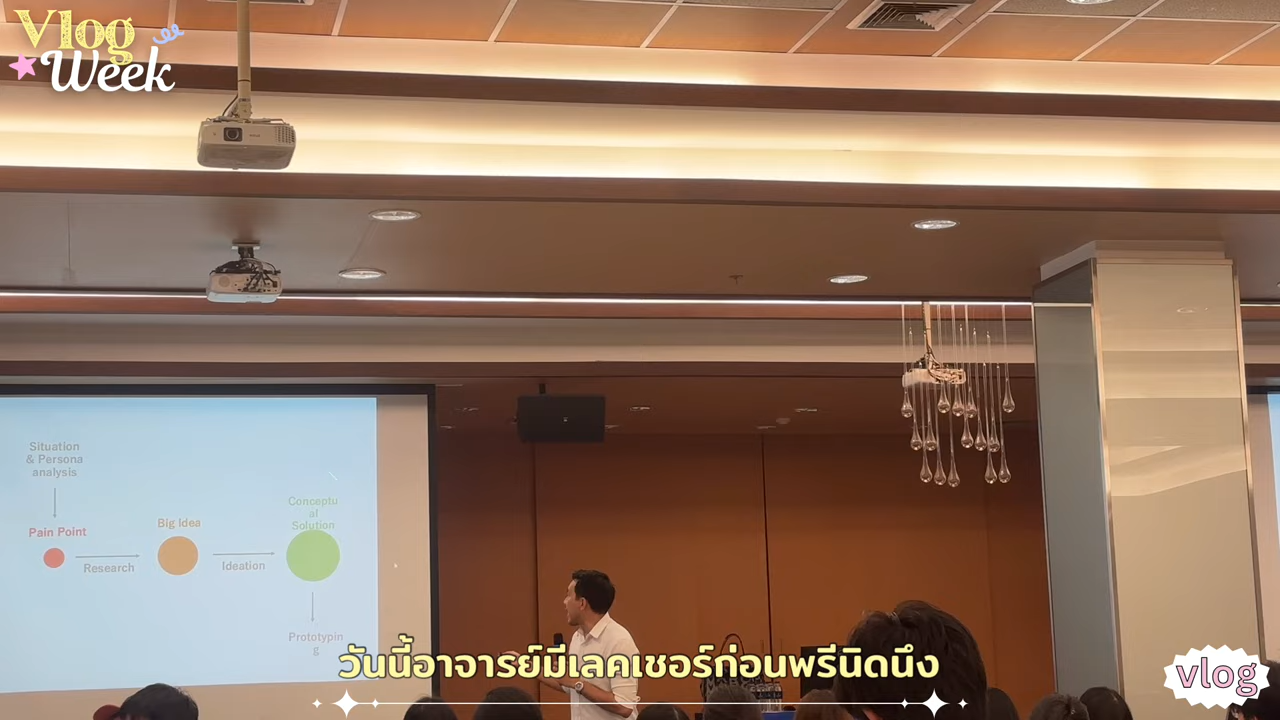 Vlog
Week
Situation
& Persona
analysis
Pain Point
Research
Big Idea
Ideation
Conceptu
al
Solution
Prototypin
g
วันนี้อาจารย์มีเลคเชอร์ก่อนพรีนิดนึง
vlog